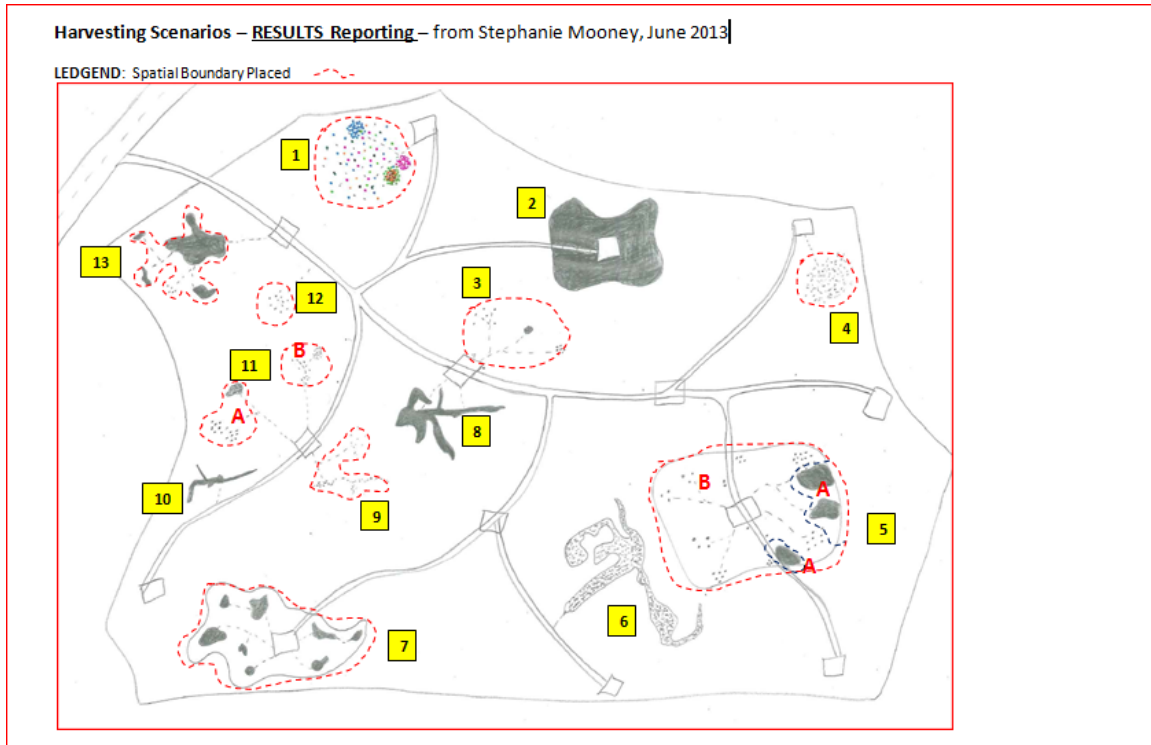 Harvesting Scenarios – RESULTS Reporting – from Stephanie Mooney, June 2013
LEDGEND: Spatial Boundary Placed
1
2
13
3
12
4
B
11
A
8
B
A
10
9
5
A
6
7